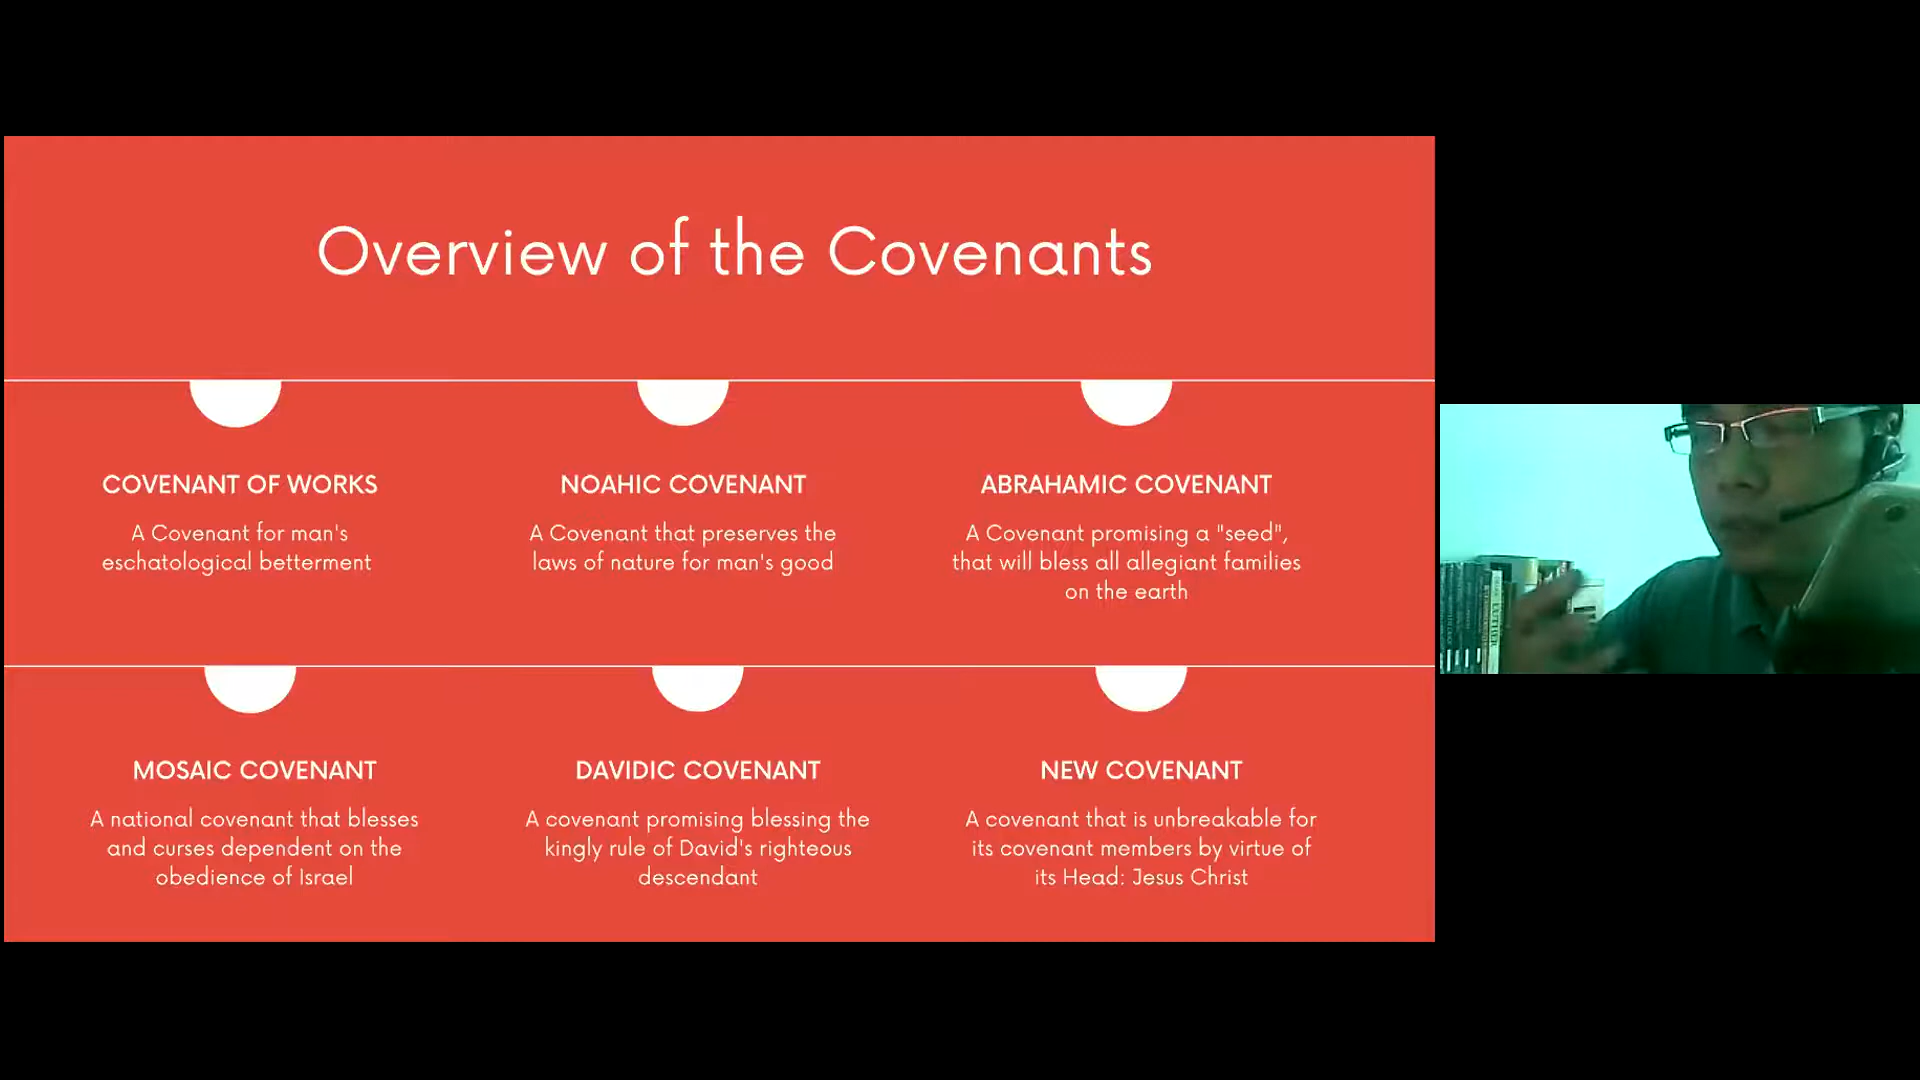 Overview of the Covenants
COVENANT OF WORKS
A Covenant for man's
eschatological betterment
NOAHIC COVENANT
A Covenant that preserves the
laws of nature for man's good
ABRAHAMIC COVENANT
A Covenant promising a "seed",
that will bless all allegiant families
on the earth
MOSAIC COVENANT
A national covenant that blesses
and curses dependent on the
obedience of Israel
DAVIDIC COVENANT
A covenant promising blessing the
kingly rule of David's righteous
descendant
NEW COVENANT
A covenant that is unbreakable for
its covenant members by virtue of
its Head: Jesus Christ